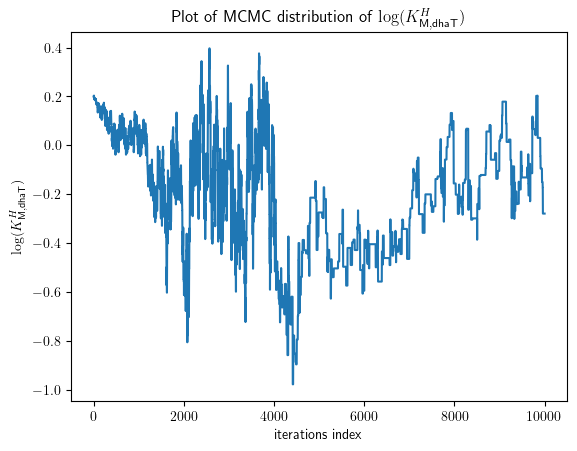 Plot of MCMC distribution of log(K^H_M,dhaT)
log(K^H_M,dhaT)
0.4
0.2
0.0
−0.2
−0.4
−0.6
−0.8
−1.0
0 2000 4000 6000 8000 10000
iterations index